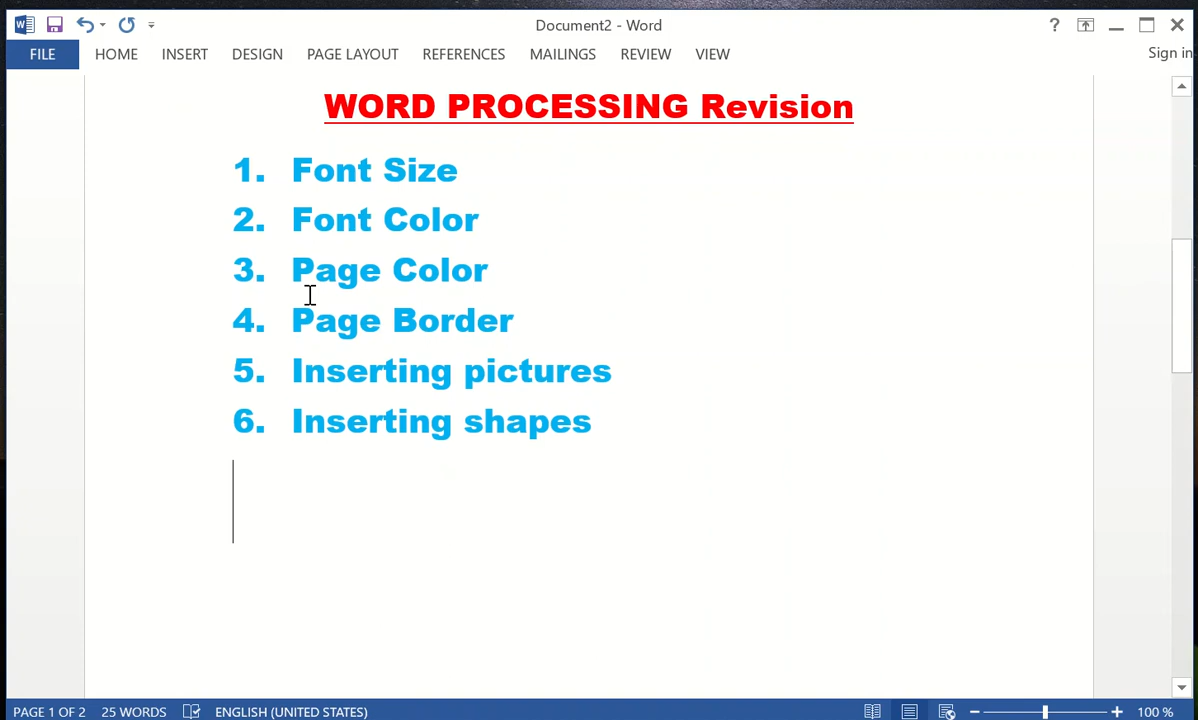 Document2 - Word
?
FILE HOME INSERT DESIGN PAGE LAYOUT REFERENCES MAILINGS REVIEW VIEW
Sign in
WORD PROCESSING Revision
1. Font Size
2. Font Color
3. Page Color
4. Page Border
5. Inserting pictures
6. Inserting shapes
PAGE 1 OF 2 25 WORDS ENGLISH (UNITED STATES) 100 %